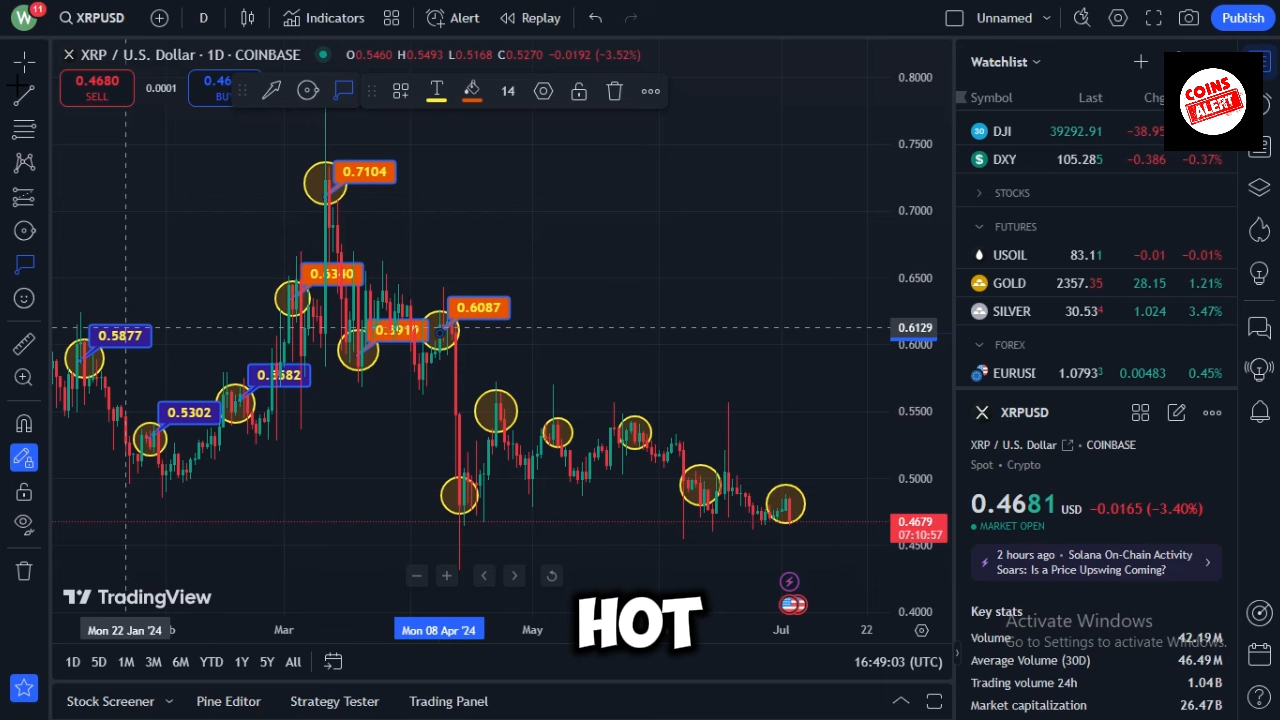 W 11 XRPUSD D Indicators Alert Replay Unnamed Publish
XRP / U.S. Dollar · 1D · COINBASE O0.5460 H0.5493 L0.5168 C0.5270 -0.0192 (-3.52%)
0.4680
SELL
0.0001
0.46
BU
14
0.7104
0.6340
0.6087
0.5877
0.5302
0.8000
0.7500
0.7000
0.6500
0.6129
0.6000
0.5500
0.5000
0.4679
07:10:57
0.4500
0.4000
TradingView
Mon 22 Jan '24
Mar
Mon 08 Apr '24
May
Jul
22
HOT
1D 5D 1M 3M 6M YTD 1Y 5Y All
16:49:03 (UTC)
Stock Screener Pine Editor Strategy Tester Trading Panel
Watchlist
Symbol Last Chg
COINS
ALERT
30 DJI 39292.91 -38.95
$ DXY 105.285 -0.386 -0.37%
STOCKS
FUTURES
USOIL 83.11 -0.01 -0.01%
GOLD 2357.35 28.15 1.21%
SILVER 30.534 1.024 3.47%
FOREX
EURUSI 1.07933 0.00483 0.45%
XRPUSD
XRP / U.S. Dollar • COINBASE
Spot • Crypto
0.4681 USD -0.0165 (-3.40%)
MARKET OPEN
2 hours ago • Solana On-Chain Activity
Soars: Is a Price Upswing Coming?
Key stats
Activate Windows
Go to Settings to activate Windows.
Volume 42.19M
Average Volume (30D) 46.49M
Trading volume 24h 1.04B
Market capitalization 26.47B